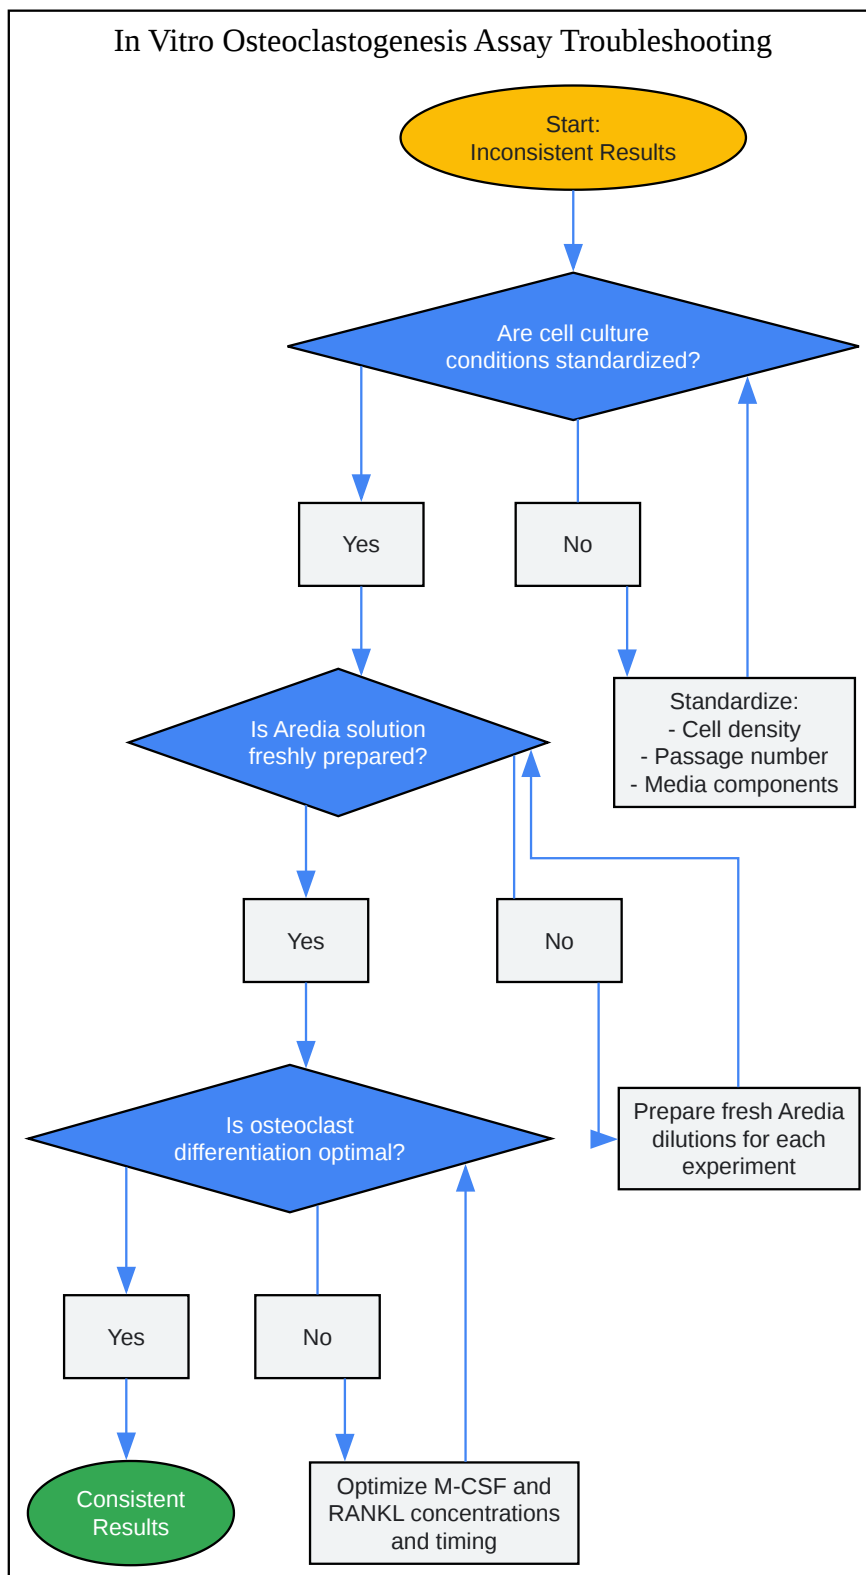 In Vitro Osteoclastogenesis Assay Troubleshooting
Start:
Inconsistent Results
Are cell culture
conditions standardized?
Yes
No
Standardize:
- Cell density
- Passage number
- Media components
Is Aredia solution
freshly prepared?
Yes
No
Prepare fresh Aredia
dilutions for each
experiment
Is osteoclast
differentiation optimal?
Yes
No
Optimize M-CSF and
RANKL concentrations
and timing
Consistent
Results